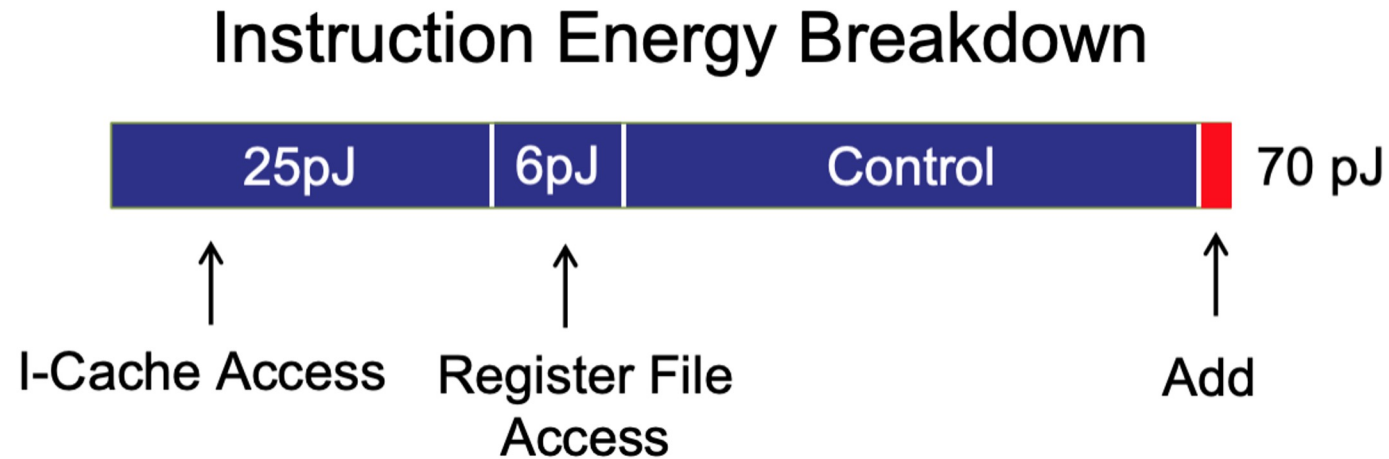 Instruction Energy Breakdown
25pJ
6pJ
Control
70 pJ
I-Cache Access
Register File
Access
Add